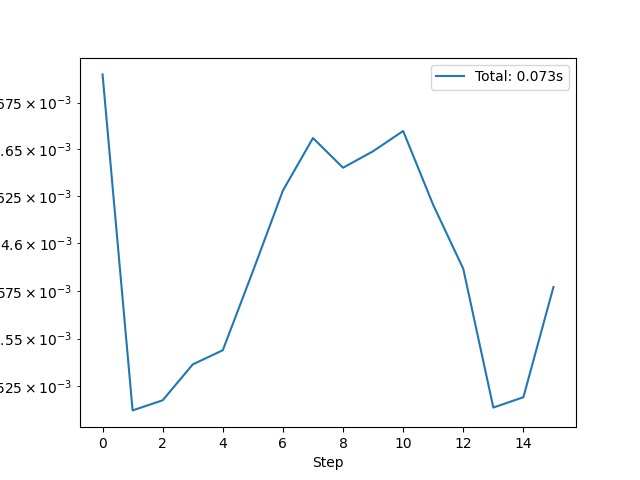 Total: 0.073s
675 × 10⁻³
.65 × 10⁻³
625 × 10⁻³
4.6 × 10⁻³
575 × 10⁻³
.55 × 10⁻³
525 × 10⁻³
0 2 4 6 8 10 12 14
Step